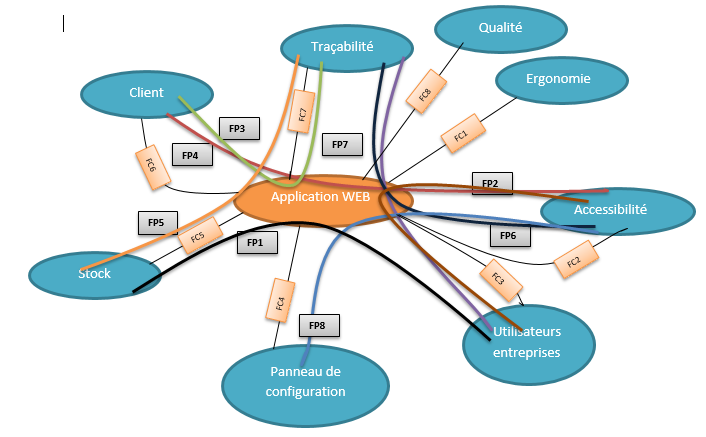 Qualité
Traçabilité
Ergonomie
Client
FC8
FC7
FP3
FC1
FP7
FP4
FC6
FP2
Application WEB
Accessibilité
FP5
FC5
FP1
FP6
FC2
Stock
FC3
FC4
FP8
Utilisateurs
entreprises
Panneau de
configuration